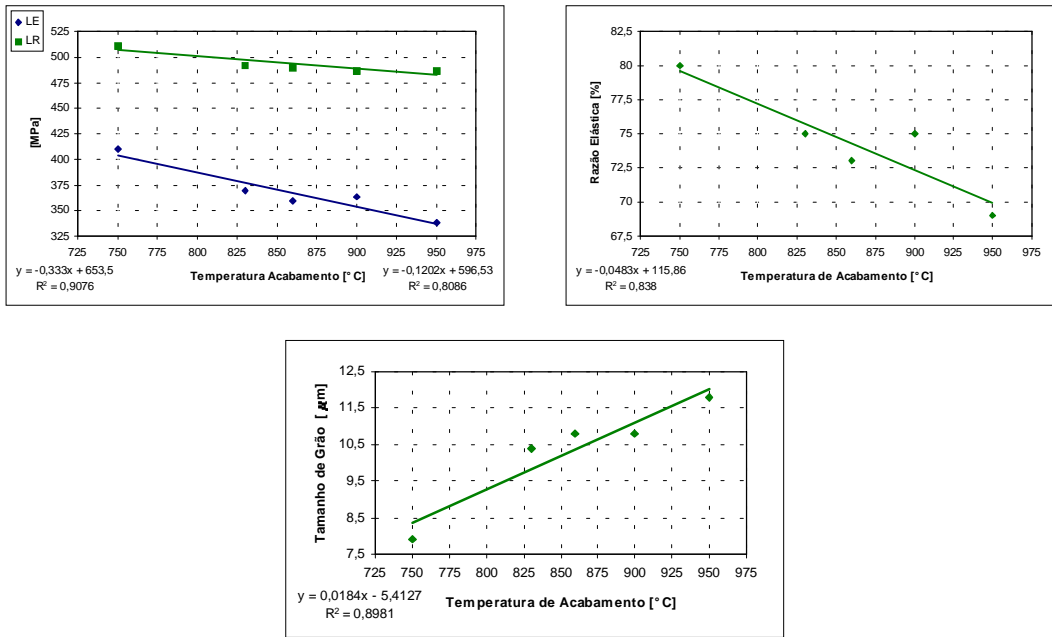 LE
LR
525
500
475
450
425
400
375
350
325
[MPa]
725 750 775 800 825 850 875 900 925 950 975
Temperatura Acabamento [°C]
y = -0,333x + 653,5
R² = 0,9076
y = -0,1202x + 596,53
R² = 0,8086
82,5
80
77,5
75
72,5
70
67,5
Razão Elástica [%]
725 750 775 800 825 850 875 900 925 950 975
Temperatura de Acabamento [°C]
y = -0,0483x + 115,86
R² = 0,838
12,5
11,5
10,5
9,5
8,5
7,5
Tamanho de Grão [μm]
725 750 775 800 825 850 875 900 925 950 975
Temperatura de Acabamento [°C]
y = 0,0184x - 5,4127
R² = 0,8981